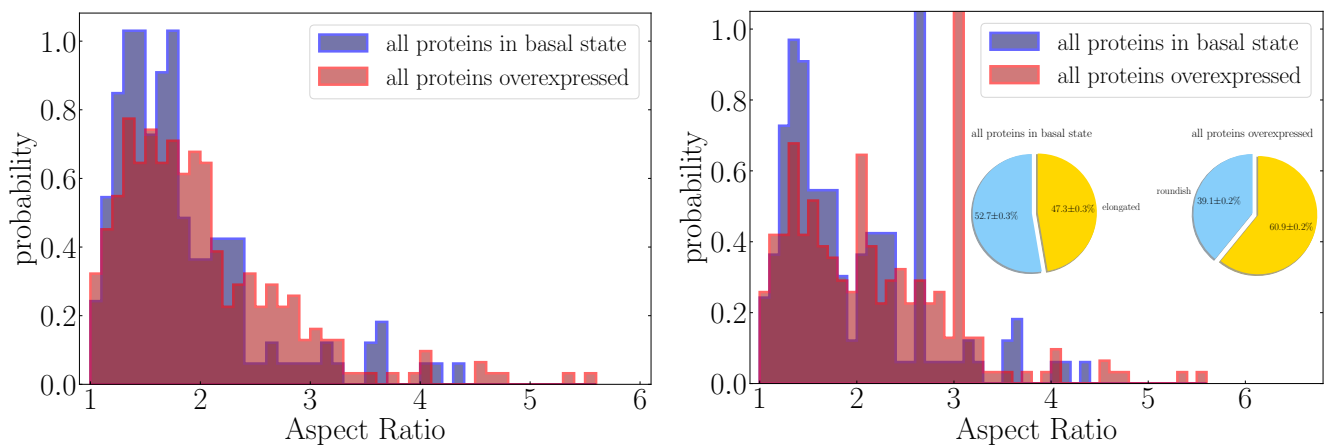 all proteins in basal state
all proteins overexpressed
probability
1.0
0.8
0.6
0.4
0.2
0.0
1 2 3 4 5 6
Aspect Ratio
all proteins in basal state
all proteins overexpressed
probability
1.0
0.8
0.6
0.4
0.2
0.0
all proteins in basal state
52.7±0.3%
47.3±0.3%
elongated
all proteins overexpressed
roundish
39.1±0.2%
60.9±0.2%
1 2 3 4 5 6
Aspect Ratio